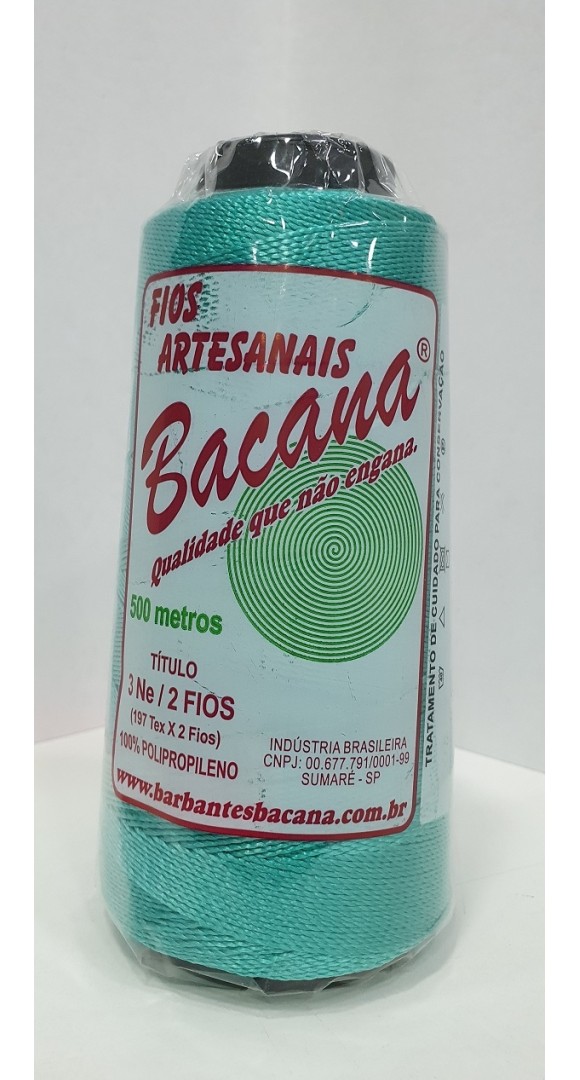 FIOS
ARTESANAIS
Bacana®
Qualidade que não engana.
500 metros
TÍTULO
3 Ne / 2 FIOS
(197 Tex X 2 Fios)
100% POLIPROPILENO
INDÚSTRIA BRASILEIRA
CNPJ: 00.677.791/0001-99
SUMARÉ - SP
www.barbantesbacana.com.br
TRATAMENTO DE CUIDADO PARA CONSERVAÇÃO